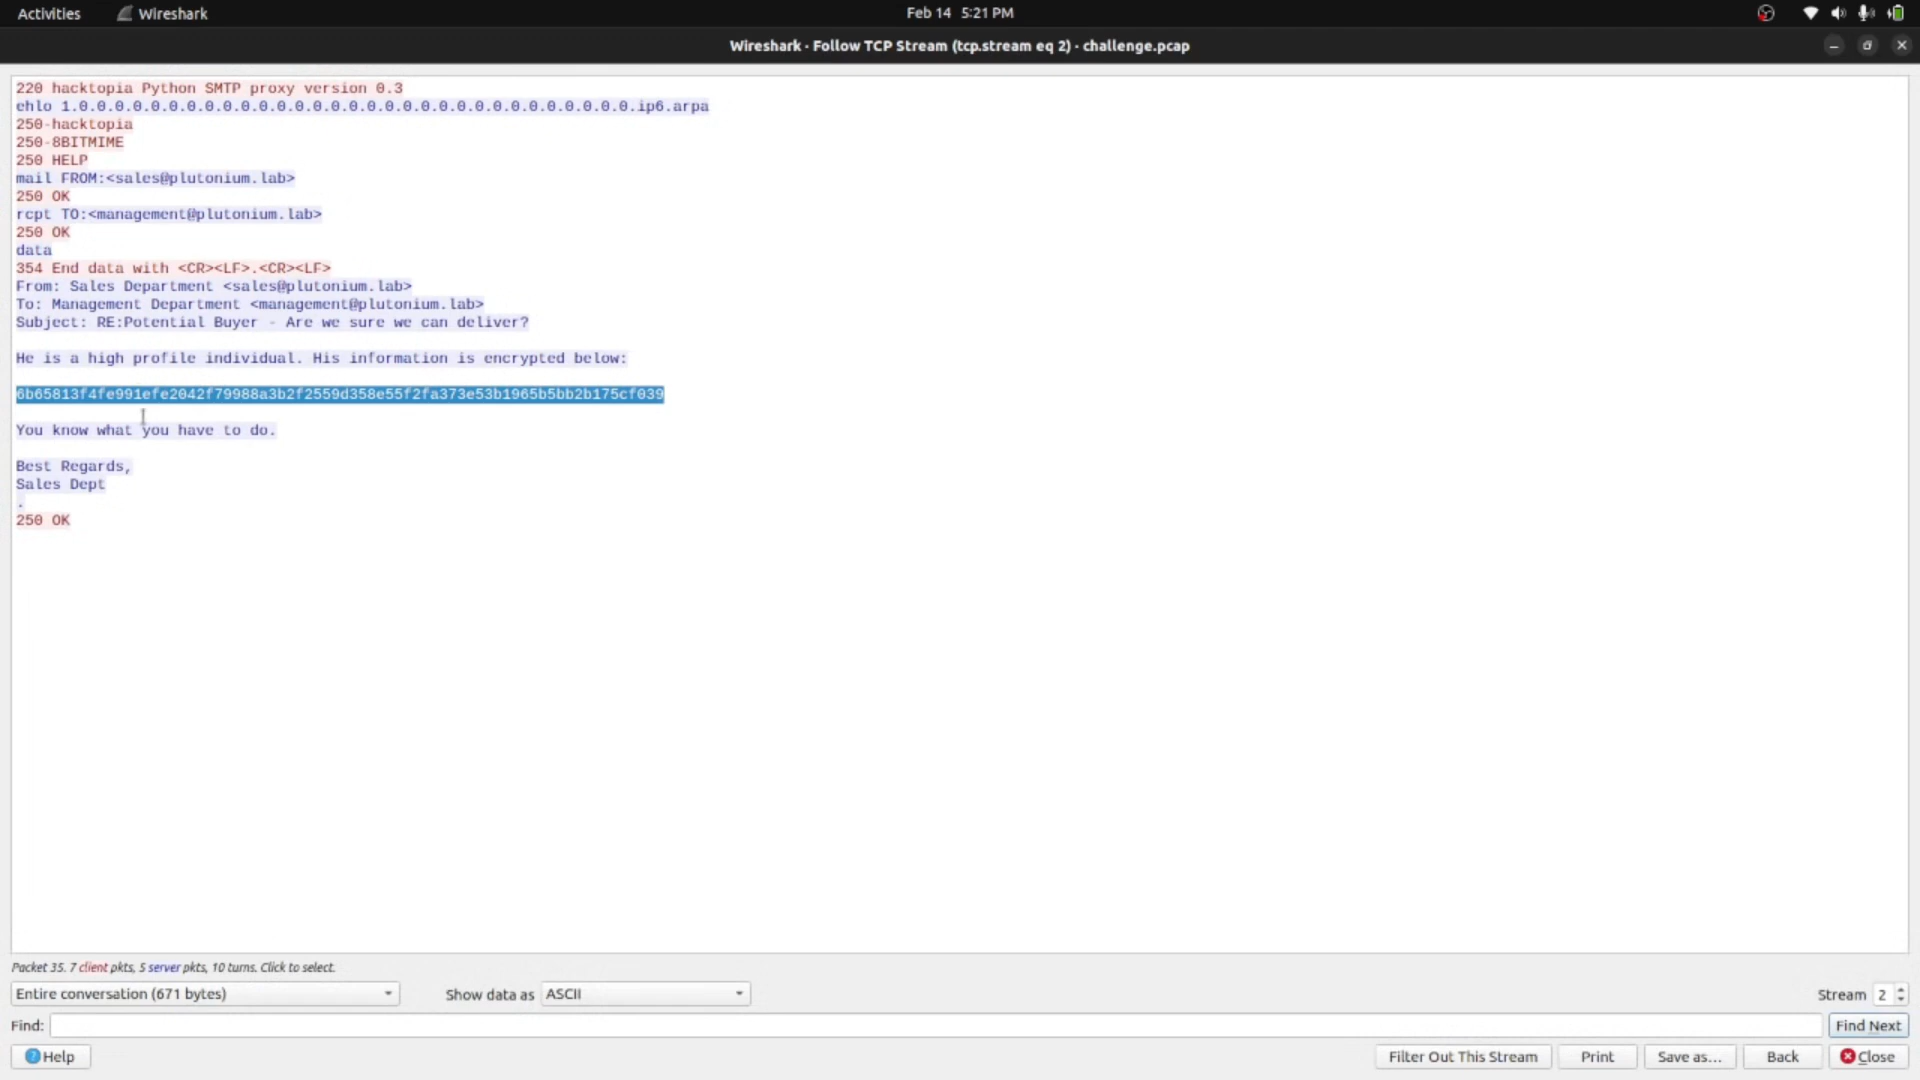 Activities Wireshark Feb 14 5:21 PM
Wireshark · Follow TCP Stream (tcp.stream eq 2) · challenge.pcap
220 hacktopia Python SMTP proxy version 0.3
ehlo 1.0.0.0.0.0.0.0.0.0.0.0.0.0.0.0.0.0.0.0.0.0.0.0.0.0.0.0.0.0.0.0.ip6.arpa
250-hacktopia
250-8BITMIME
250 HELP
mail FROM:<sales@plutonium.lab>
250 OK
rcpt TO:<management@plutonium.lab>
250 OK
data
354 End data with <CR><LF>.<CR><LF>
From: Sales Department <sales@plutonium.lab>
To: Management Department <management@plutonium.lab>
Subject: RE:Potential Buyer - Are we sure we can deliver?
He is a high profile individual. His information is encrypted below:
6b65813f4fe991efe2042f79988a3b2f2559d358e55f2fa373e53b1965b5bb2b175cf039
You know what you have to do.
Best Regards,
Sales Dept
.
250 OK
Packet 35. 7 client pkts, 5 server pkts, 10 turns. Click to select.
Entire conversation (671 bytes) Show data as ASCII Stream 2
Find: Find Next
Help Filter Out This Stream Print Save as... Back Close